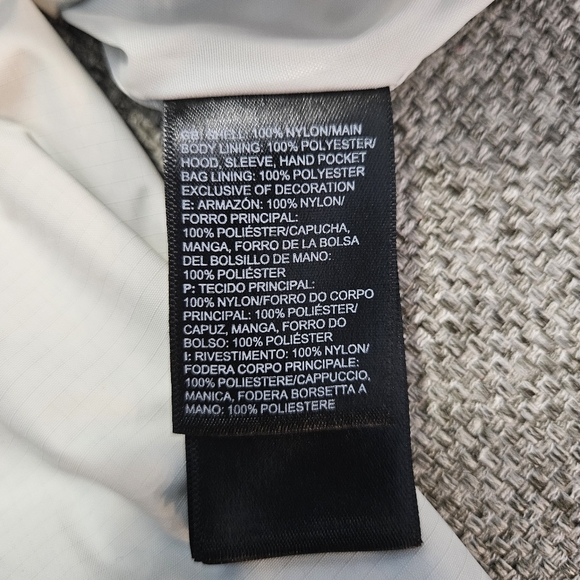 GB: SHELL: 100% NYLON/MAIN
BODY LINING: 100% POLYESTER/
HOOD, SLEEVE, HAND POCKET
BAG LINING: 100% POLYESTER
EXCLUSIVE OF DECORATION
E: ARMAZÓN: 100% NYLON/
FORRO PRINCIPAL:
100% POLIÉSTER/CAPUCHA,
MANGA, FORRO DE LA BOLSA
DEL BOLSILLO DE MANO:
100% POLIÉSTER
P: TECIDO PRINCIPAL:
100% NYLON/FORRO DO CORPO
PRINCIPAL: 100% POLIÉSTER/
CAPUZ, MANGA, FORRO DO
BOLSO: 100% POLIÉSTER
I: RIVESTIMENTO: 100% NYLON/
FODERA CORPO PRINCIPALE:
100% POLIESTERE/CAPPUCCIO,
MANICA, FODERA BORSETTA A
MANO: 100% POLIESTERE